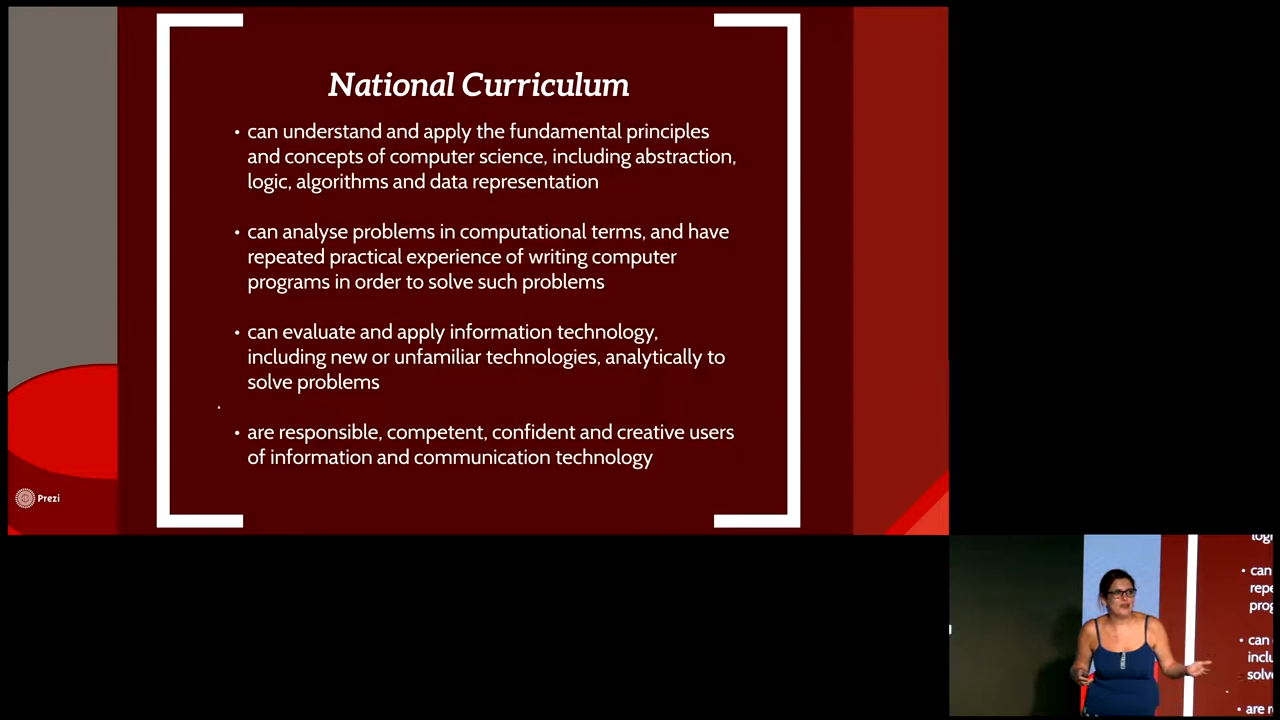 National Curriculum
• can understand and apply the fundamental principles
and concepts of computer science, including abstraction,
logic, algorithms and data representation
• can analyse problems in computational terms, and have
repeated practical experience of writing computer
programs in order to solve such problems
• can evaluate and apply information technology,
including new or unfamiliar technologies, analytically to
solve problems
• are responsible, competent, confident and creative users
of information and communication technology
Prezi
• can
• can
• are